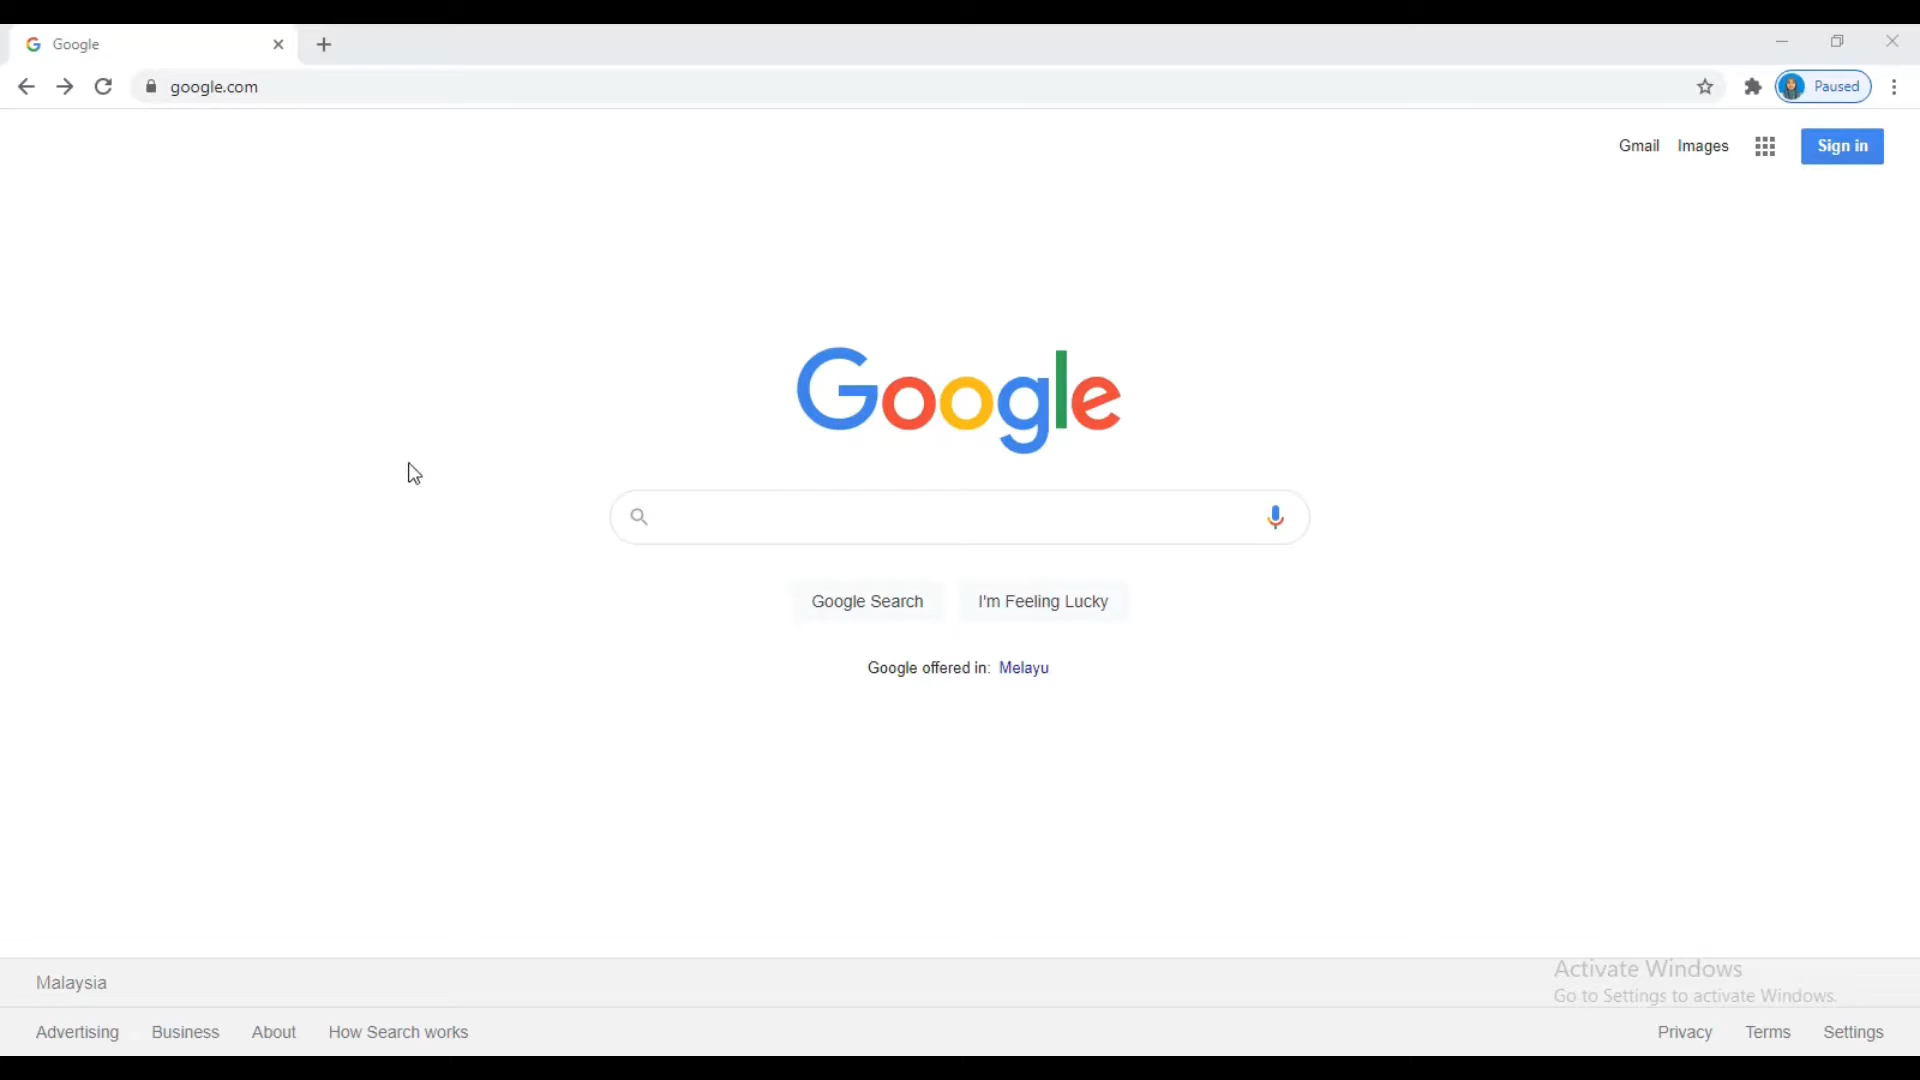 Google
google.com
Paused
Gmail Images Sign in
Google
Google Search I'm Feeling Lucky
Google offered in: Melayu
Malaysia
Activate Windows
Go to Settings to activate Windows.
Advertising Business About How Search works Privacy Terms Settings